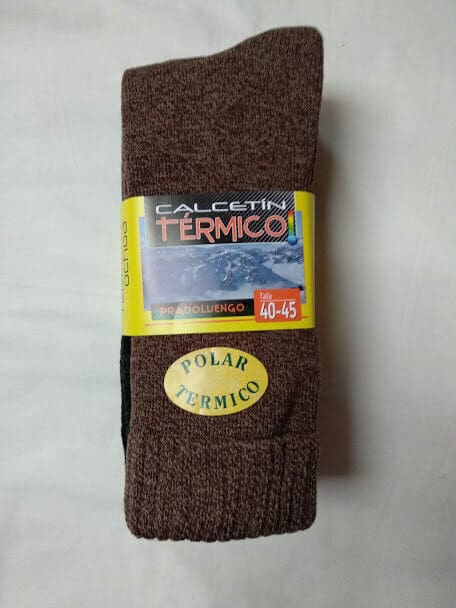 CALCETÍN
TÉRMICO
PRADOLUENGO
Talla
40-45
POLAR
TERMICO